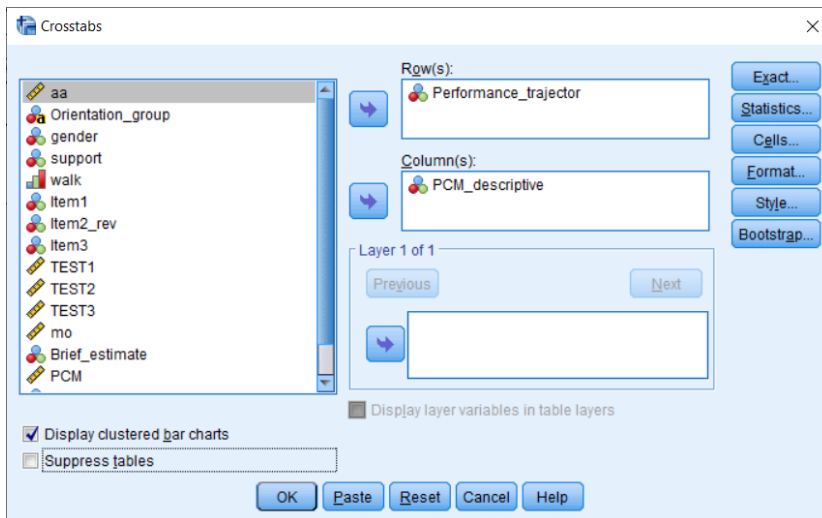 Crosstabs
aa
Orientation_group
gender
support
walk
Item1
Item2_rev
Item3
TEST1
TEST2
TEST3
mo
Brief_estimate
PCM
Display clustered bar charts
Suppress tables
Row(s):
Performance_trajector
Column(s):
PCM_descriptive
Layer 1 of 1
Previous
Next
Display layer variables in table layers
Exact...
Statistics...
Cells...
Format...
Style...
Bootstrap...
OK
Paste
Reset
Cancel
Help